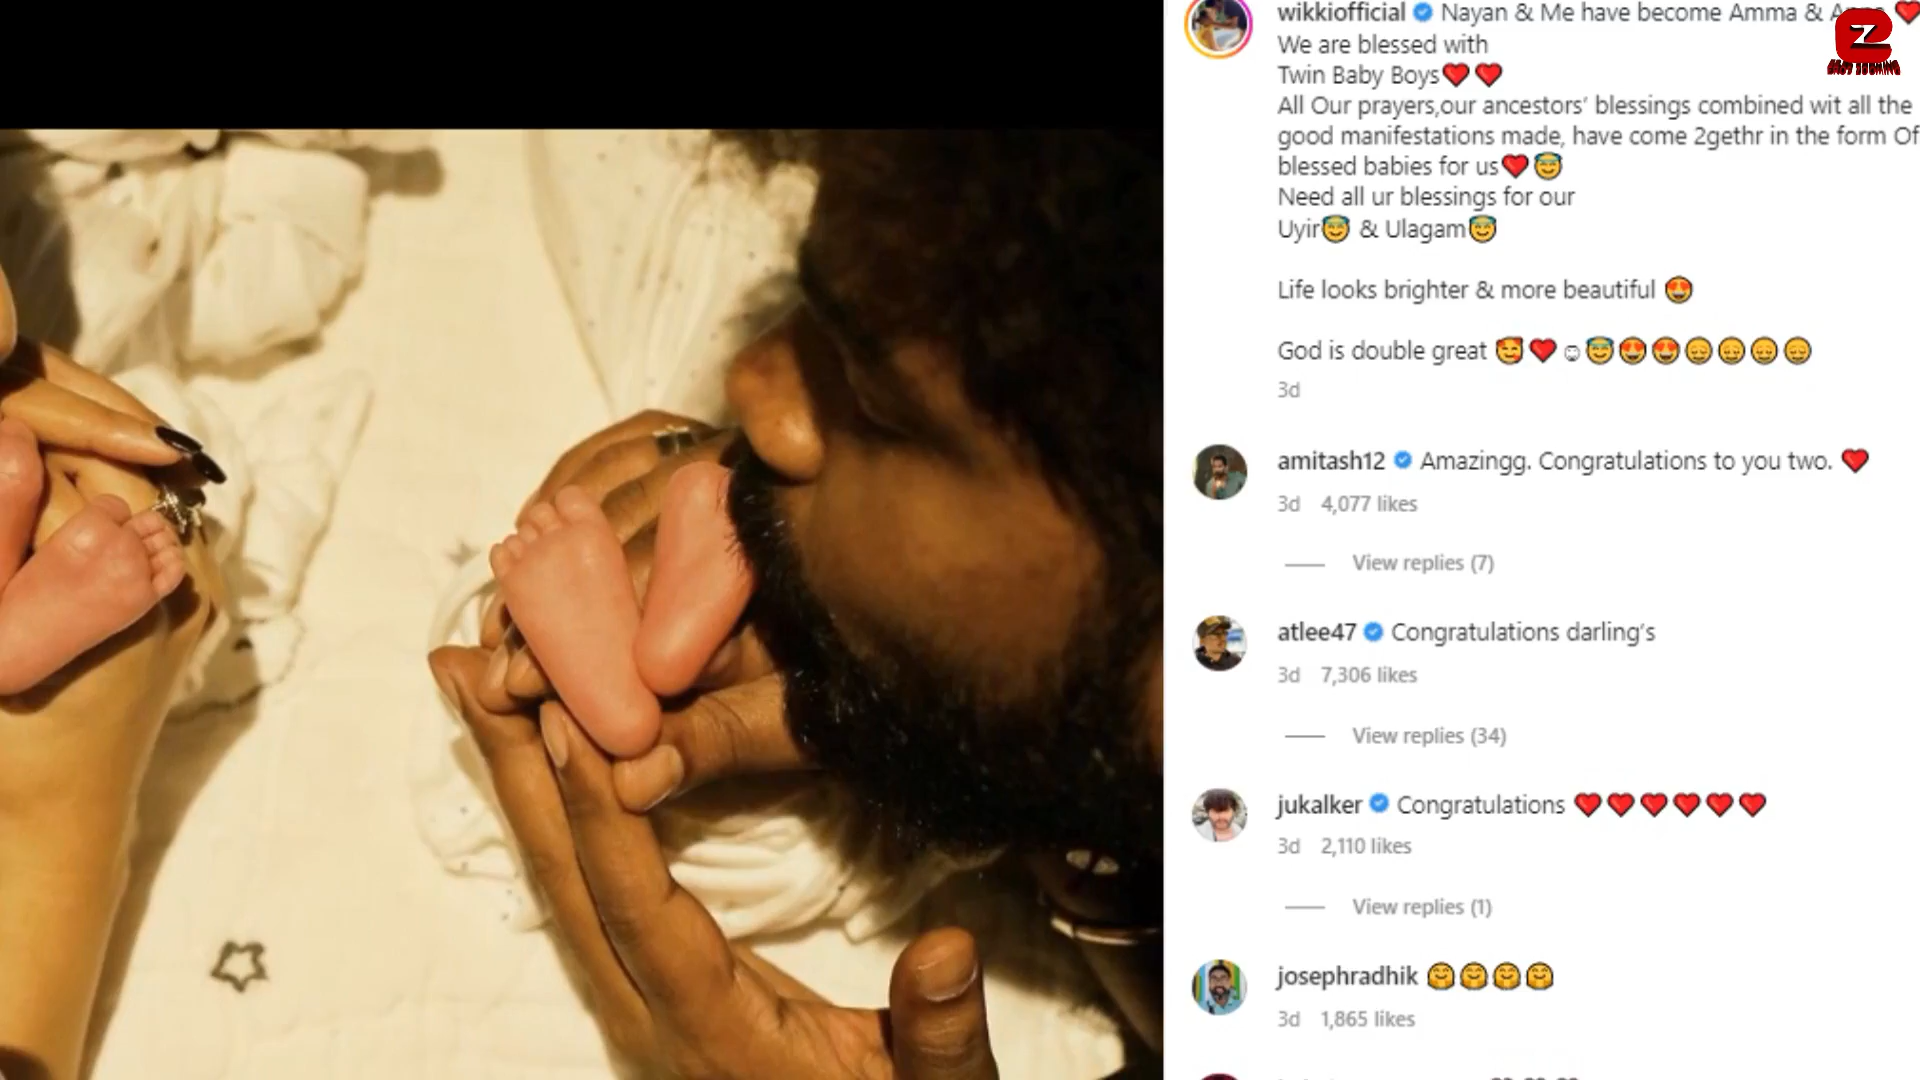 wikkiofficial Nayan & Me have become Amma &
We are blessed with
Twin Baby Boys❤️❤️
All Our prayers,our ancestors’ blessings combined wit all the
good manifestations made, have come 2gethr in the form Of
blessed babies for us❤️😇
Need all ur blessings for our
Uyir😇 & Ulagam😇
Life looks brighter & more beautiful 😍
God is double great 🥰❤️☺😇😍😍😑😑😑😑
3d
amitash12 Amazingg. Congratulations to you two. ❤️
3d 4,077 likes
View replies (7)
atlee47 Congratulations darling’s
3d 7,306 likes
View replies (34)
jukalker Congratulations ❤️❤️❤️❤️❤️❤️
3d 2,110 likes
View replies (1)
josephradhik 🤗🤗🤗🤗
3d 1,865 likes